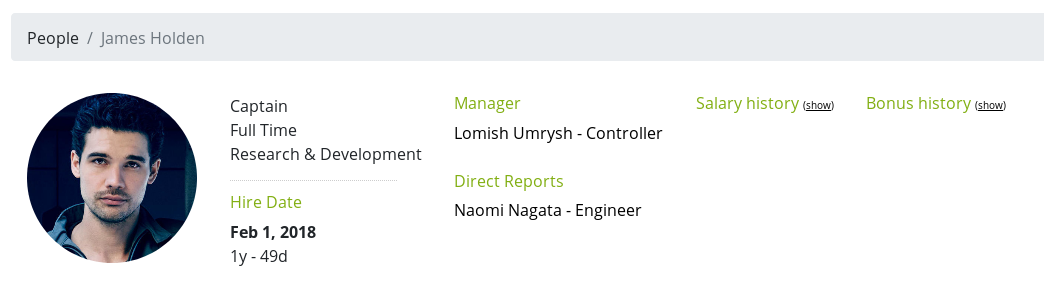 People / James Holden
Captain
Full Time
Research & Development
Hire Date
Feb 1, 2018
1y - 49d
Manager
Lomish Umrysh - Controller
Direct Reports
Naomi Nagata - Engineer
Salary history (show)
Bonus history (show)